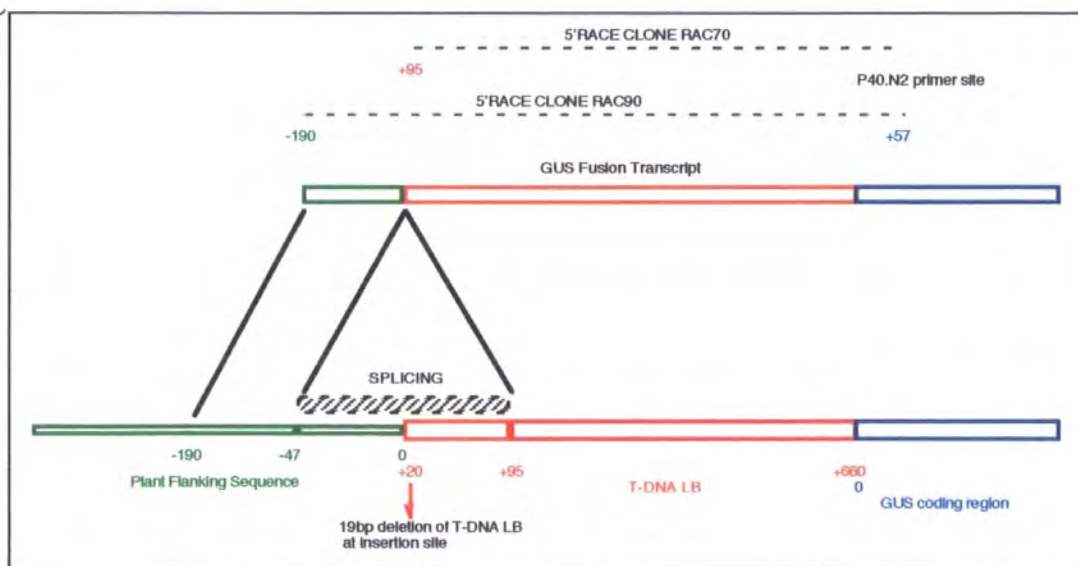 5'RACE CLONE RAC70
+95
P40.N2 primer site
5'RACE CLONE RAC90
-190
+57
GUS Fusion Transcript
SPLICING
-190
-47
0
+20
+95
+660
0
Plant Flanking Sequence
T-DNA LB
GUS coding region
19bp deletion of T-DNA LB
at insertion site